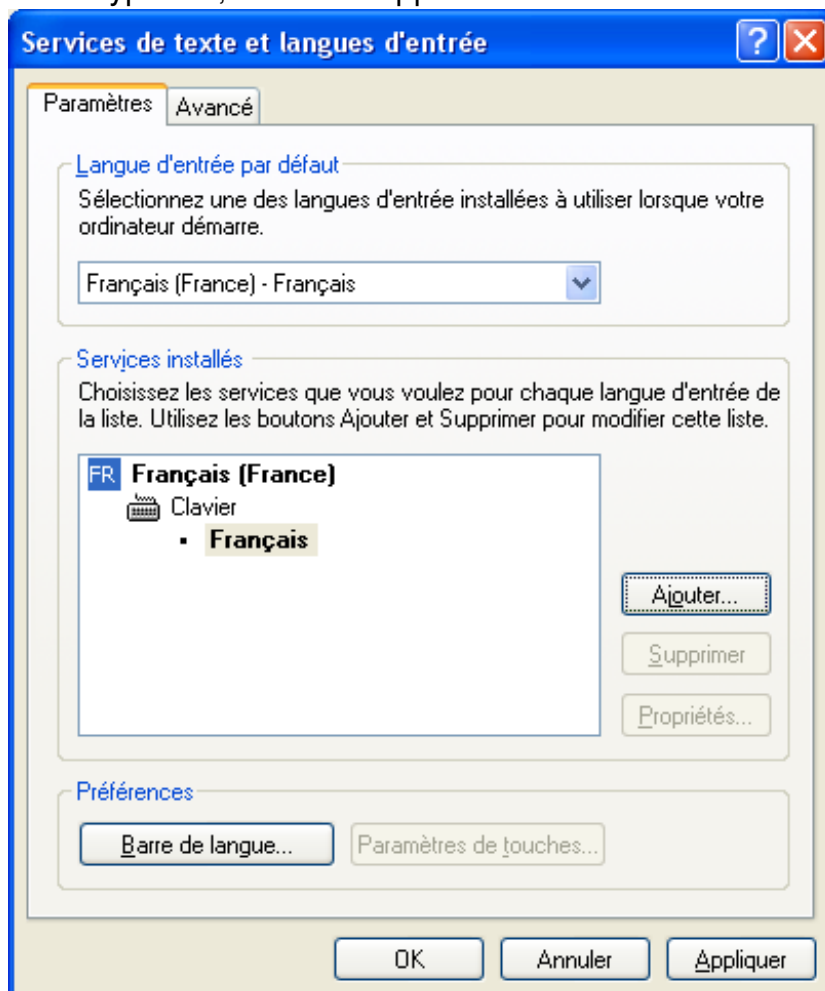 Services de texte et langues d'entrée
Paramètres
Avancé
Langue d'entrée par défaut
Sélectionnez une des langues d'entrée installées à utiliser lorsque votre
ordinateur démarre.
Français (France) - Français
Services installés
Choisissez les services que vous voulez pour chaque langue d'entrée de
la liste. Utilisez les boutons Ajouter et Supprimer pour modifier cette liste.
FR Français (France)
Clavier
Français
Ajouter...
Supprimer
Propriétés...
Préférences
Barre de langue...
Paramètres de touches...
OK
Annuler
Appliquer